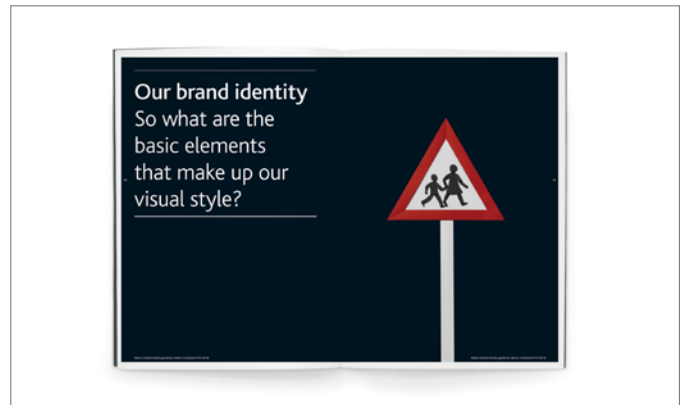 Our brand identity
So what are the
basic elements
that make up our
visual style?